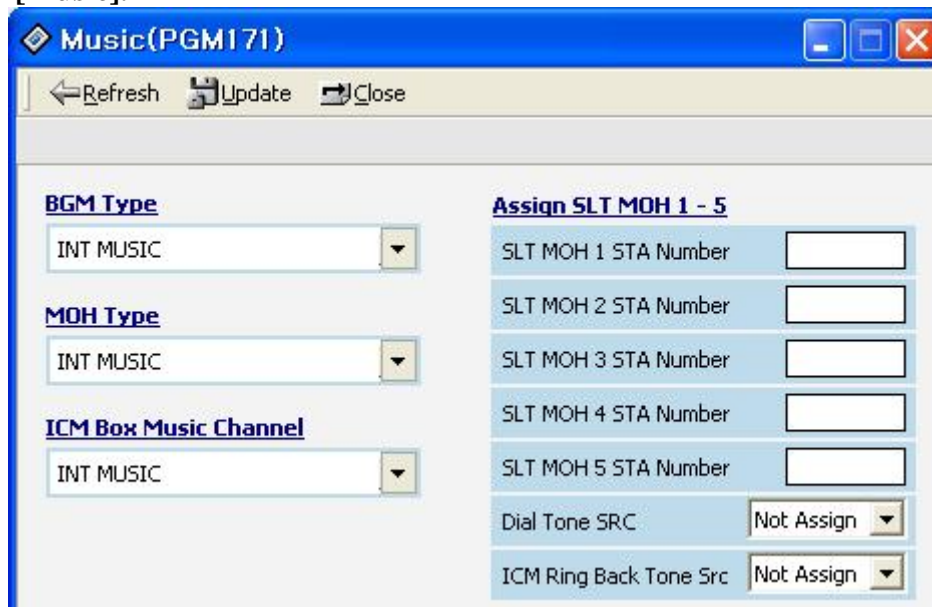 Music(PGM171)
Refresh Update Close
BGM Type
INT MUSIC
MOH Type
INT MUSIC
ICM Box Music Channel
INT MUSIC
Assign SLT MOH 1 - 5
SLT MOH 1 STA Number
SLT MOH 2 STA Number
SLT MOH 3 STA Number
SLT MOH 4 STA Number
SLT MOH 5 STA Number
Dial Tone SRC Not Assign
ICM Ring Back Tone Src Not Assign